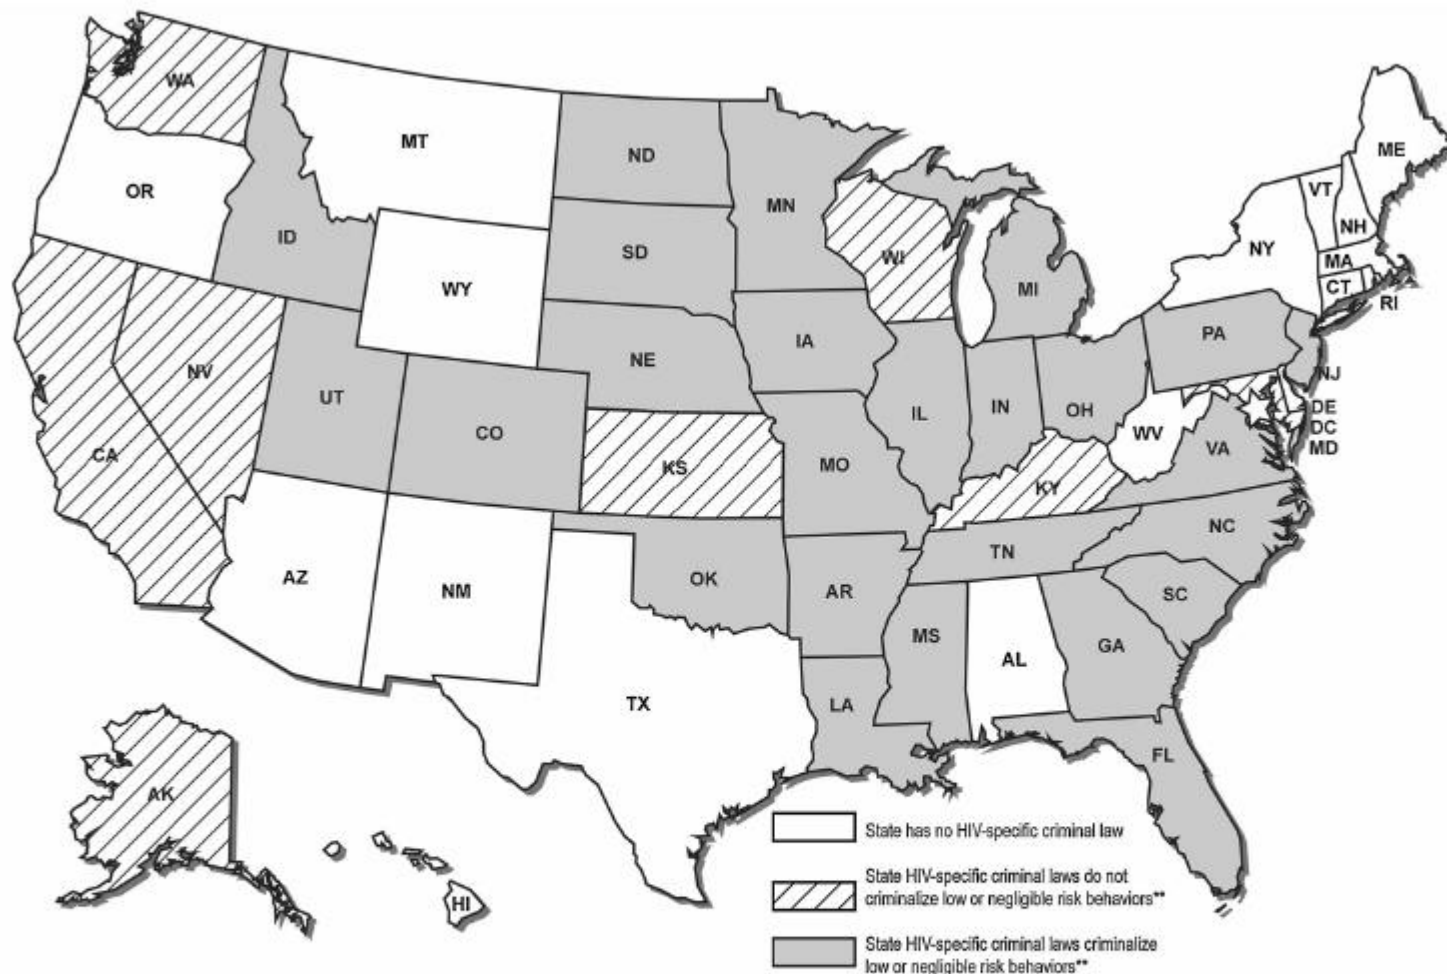 WA
MT
ME
ND
VT
OR
MN
NH
ID
NY
MA
SD
WI
CT
WY
MI
RI
PA
IA
NE
NJ
NV
UT
IL
IN
OH
DE
CO
WV
DC
CA
MO
VA
MD
KS
KY
NC
TN
AZ
NM
OK
AR
SC
MS
AL
GA
TX
LA
FL
AK
HI
State has no HIV-specific criminal law
State HIV-specific criminal laws do not
criminalize low or negligible risk behaviors**
State HIV-specific criminal laws criminalize
low or negligible risk behaviors**